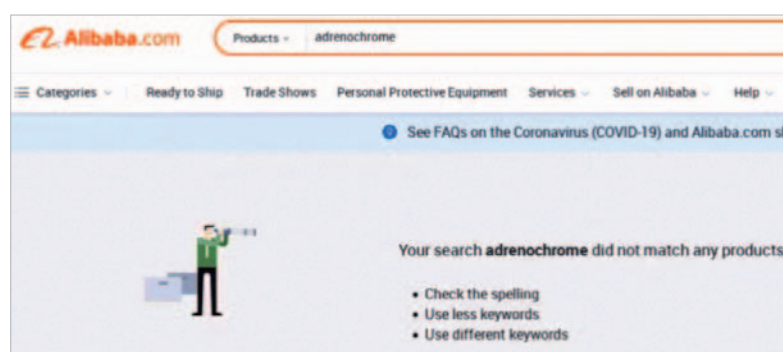 Alibaba.com Products adrenochrome
Categories Ready to Ship Trade Shows Personal Protective Equipment Services Sell on Alibaba Help
See FAQs on the Coronavirus (COVID-19) and Alibaba.com
Your search adrenochrome did not match any products
• Check the spelling
• Use less keywords
• Use different keywords